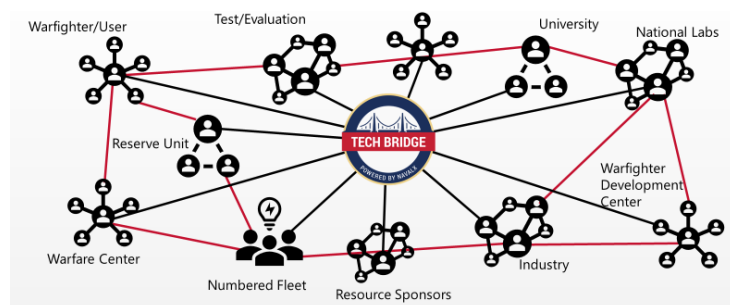 Warfighter/User
Test/Evaluation
University
National Labs
Reserve Unit
TECH BRIDGE
POWERED BY NAVALX
Warfighter
Development
Center
Warfare Center
Numbered Fleet
Resource Sponsors
Industry